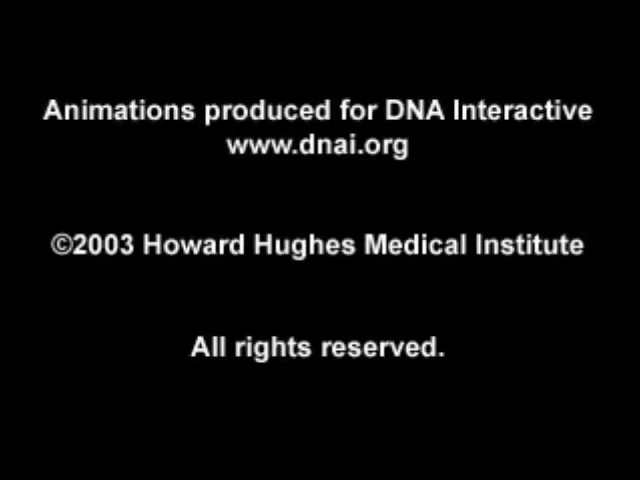 Animations produced for DNA Interactive
www.dnai.org
©2003 Howard Hughes Medical Institute
All rights reserved.